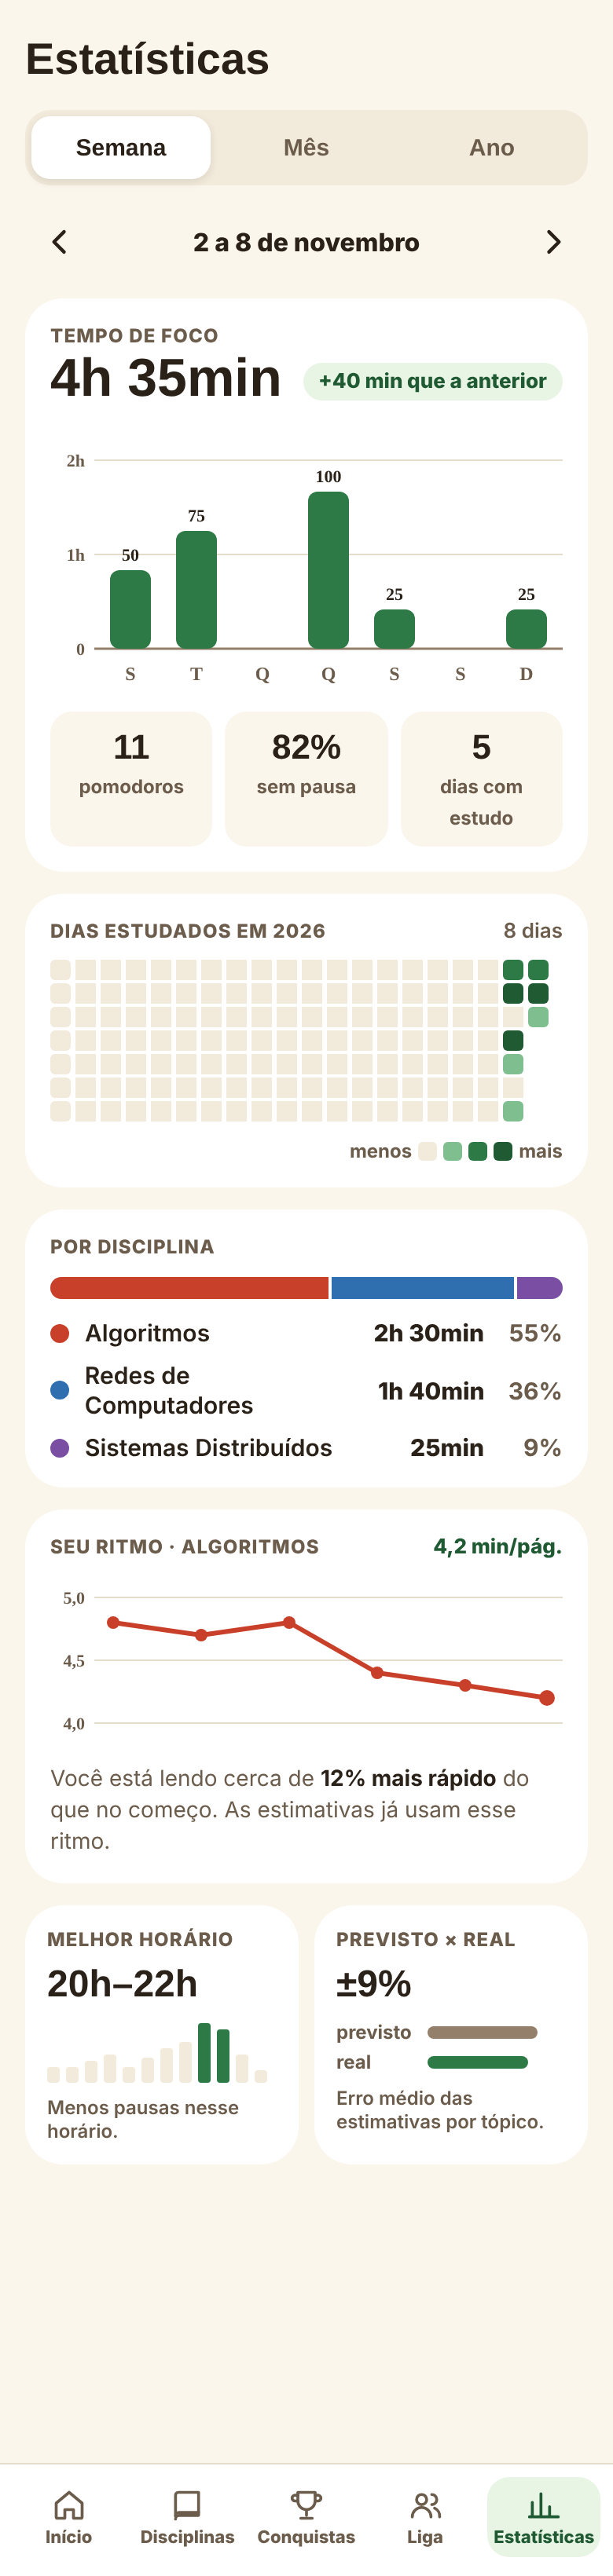 Estatísticas
Semana Mês Ano
2 a 8 de novembro
TEMPO DE FOCO
4h 35min +40 min que a anterior
2h
100
75
1h 50
25 25
0
S T Q Q S S D
11 82% 5
pomodoros sem pausa dias com
estudo
DIAS ESTUDADOS EM 2026 8 dias
menos mais
POR DISCIPLINA
Algoritmos 2h 30min 55%
Redes de
Computadores 1h 40min 36%
Sistemas Distribuídos 25min 9%
SEU RITMO · ALGORITMOS 4,2 min/pág.
5,0
4,5
4,0
Você está lendo cerca de 12% mais rápido do
que no começo. As estimativas já usam esse
ritmo.
MELHOR HORÁRIO
20h–22h
Menos pausas nesse
horário.
PREVISTO × REAL
±9%
previsto
real
Erro médio das
estimativas por tópico.
Início Disciplinas Conquistas Liga Estatísticas